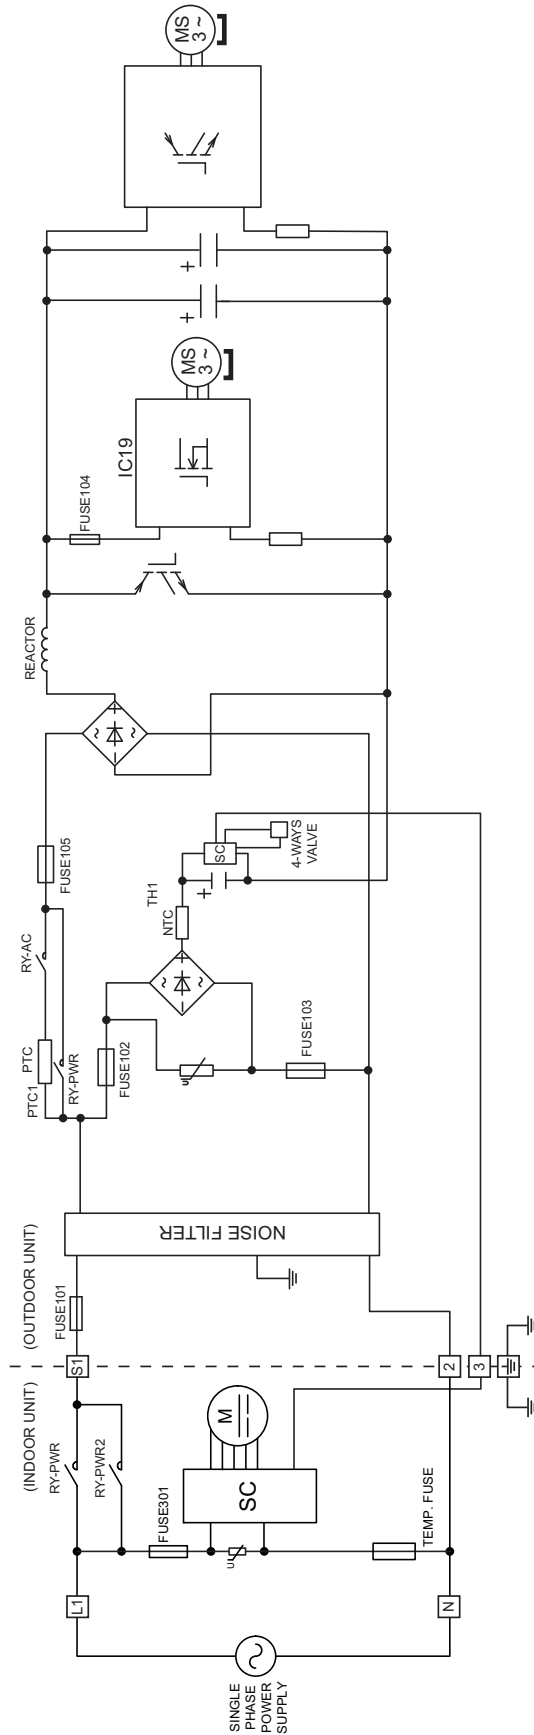 SINGLE
PHASE
POWER
SUPPLY
L1
N
(INDOOR UNIT)
RY-PWR
RY-PWR2
FUSE301
U
SC
M
TEMP. FUSE
S1
2
3
(OUTDOOR UNIT)
FUSE101
NOISE FILTER
PTC1
PTC
RY-PWR
RY-AC
FUSE102
U
FUSE103
FUSE105
~
+
~
−
TH1
NTC
+
SC
4-WAYS
VALVE
~
+
~
−
REACTOR
FUSE104
IC19
MS
3 ~
+
+
MS
3 ~